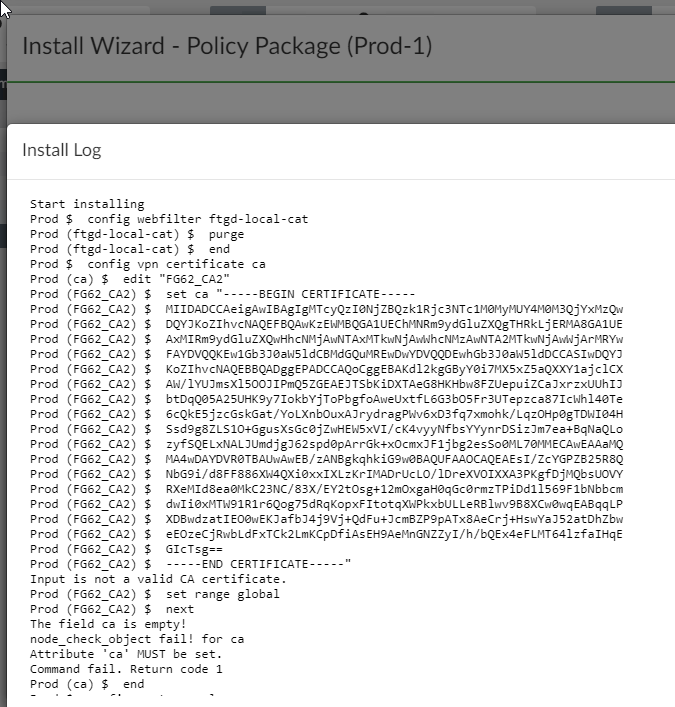 Install Wizard - Policy Package (Prod-1)
Install Log
Start installing
Prod $ config webfilter ftgd-local-cat
Prod (ftgd-local-cat) $ purge
Prod (ftgd-local-cat) $ end
Prod $ config vpn certificate ca
Prod (ca) $ edit "FG62_CA2"
Prod (FG62_CA2) $ set ca "-----BEGIN CERTIFICATE-----
Prod (FG62_CA2) $ MIIDADCCAeigAwIBAgIgMTcyQzI0NjZBQzk1Rjc3NTc1M0MyMUY4M0M3QjYxMzQw
Prod (FG62_CA2) $ DQYJKoZIhvcNAQEFBQAwKzEWMBQGA1UEChMNRm9ydGluZXQgTHRkLjERMA8GA1UE
Prod (FG62_CA2) $ AxMIRm9ydGluZXQwHhcNMjAwNTAxMTkwNjAwWhcNMzAwNTA2MTkwNjAwWjArMRYw
Prod (FG62_CA2) $ FAYDVQQKEw1Gb3J0aW5ldCBMdGQuMREwDwYDVQQDEwhGb3J0aW5ldDCCASIwDQYJ
Prod (FG62_CA2) $ KoZIhvcNAQEBBQADggEPADCCAQoCggEBAKdl2kgGByY0i7MX5xZ5aQXXY1ajclCX
Prod (FG62_CA2) $ AW/lYUJmsXl5OOJIPmQ5ZGEAEJTSbKiDXTAeG8HKHbw8FZUepuiZCaJxrzxUUhIJ
Prod (FG62_CA2) $ btDqQ05A25UHK9y7IokbYjToPbgfoAweUxtfL6G3bO5Fr3UTepzca87IcWhl40Te
Prod (FG62_CA2) $ 6cQkE5jzcGskGat/YoLXnbOuxAJrydragPWv6xD3fq7xmohk/LqzOHp0gTDWI04H
Prod (FG62_CA2) $ Ssd9g8ZLS1O+GgusXsGc0jZwHEW5xVI/cK4vyyNfbsYYynrDSizJm7ea+BqNaQLo
Prod (FG62_CA2) $ zyfSQELxNALJUmdjgJ62spd0pArrGk+xOcmxJF1jbg2esSo0ML70MMECAwEAAaMQ
Prod (FG62_CA2) $ MA4wDAYDVR0TBAUwAwEB/zANBgkqhkiG9w0BAQUFAAOCAQEAEsI/ZcYGPZB25R8Q
Prod (FG62_CA2) $ NbG9i/d8FF886XW4QXi0xxIXLzKrIMADrUcLO/lDreXVOIXXA3PKgfDjMQbsUOVY
Prod (FG62_CA2) $ RXeMId8ea0MkC23NC/83X/EY2tOsg+12mOxgaH0qGc0rmzTPiDd1l569F1bNbbcm
Prod (FG62_CA2) $ dwIi0xMTW91R1r6Qog75dRqKopxFItotqXWPkxbULLeRBlwv9B8XCw0wqEABqqLP
Prod (FG62_CA2) $ XDBwdzatIEO0wEKJafbJ4j9Vj+QdFu+JcmBZP9pATx8AeCrj+HswYaJ52atDhZbw
Prod (FG62_CA2) $ eEOzeCjRwbLdFxTCk2LmKCpDfiAsEH9AeMnGNZZyI/h/bQEx4eFLMT64lzfaIHqE
Prod (FG62_CA2) $ GIcTsg==
Prod (FG62_CA2) $ -----END CERTIFICATE-----"
Input is not a valid CA certificate.
Prod (FG62_CA2) $ set range global
Prod (FG62_CA2) $ next
The field ca is empty!
node_check_object fail! for ca
Attribute 'ca' MUST be set.
Command fail. Return code 1
Prod (ca) $ end